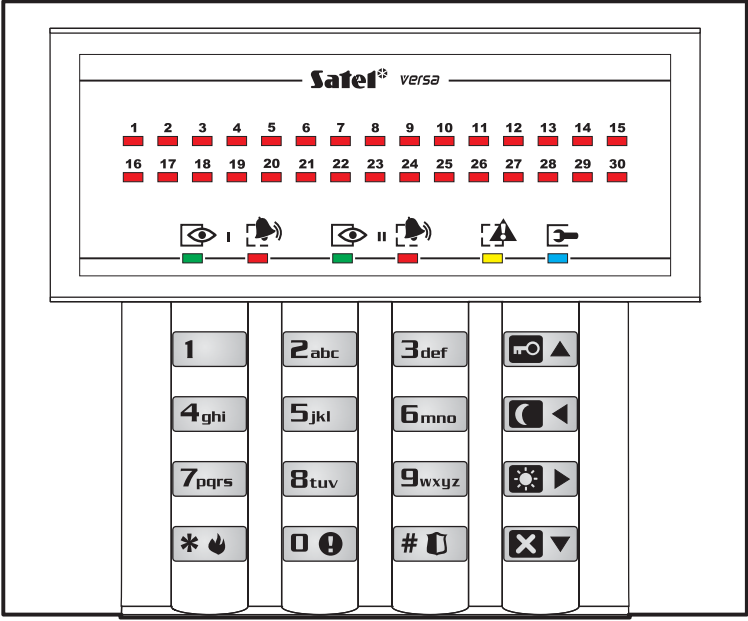 Satel* versa
1 2 3 4 5 6 7 8 9 10 11 12 13 14 15
16 17 18 19 20 21 22 23 24 25 26 27 28 29 30
I II
1 2abc 3def
4ghi 5jkl 6mno
7pqrs 8tuv 9wxyz
* 0 #